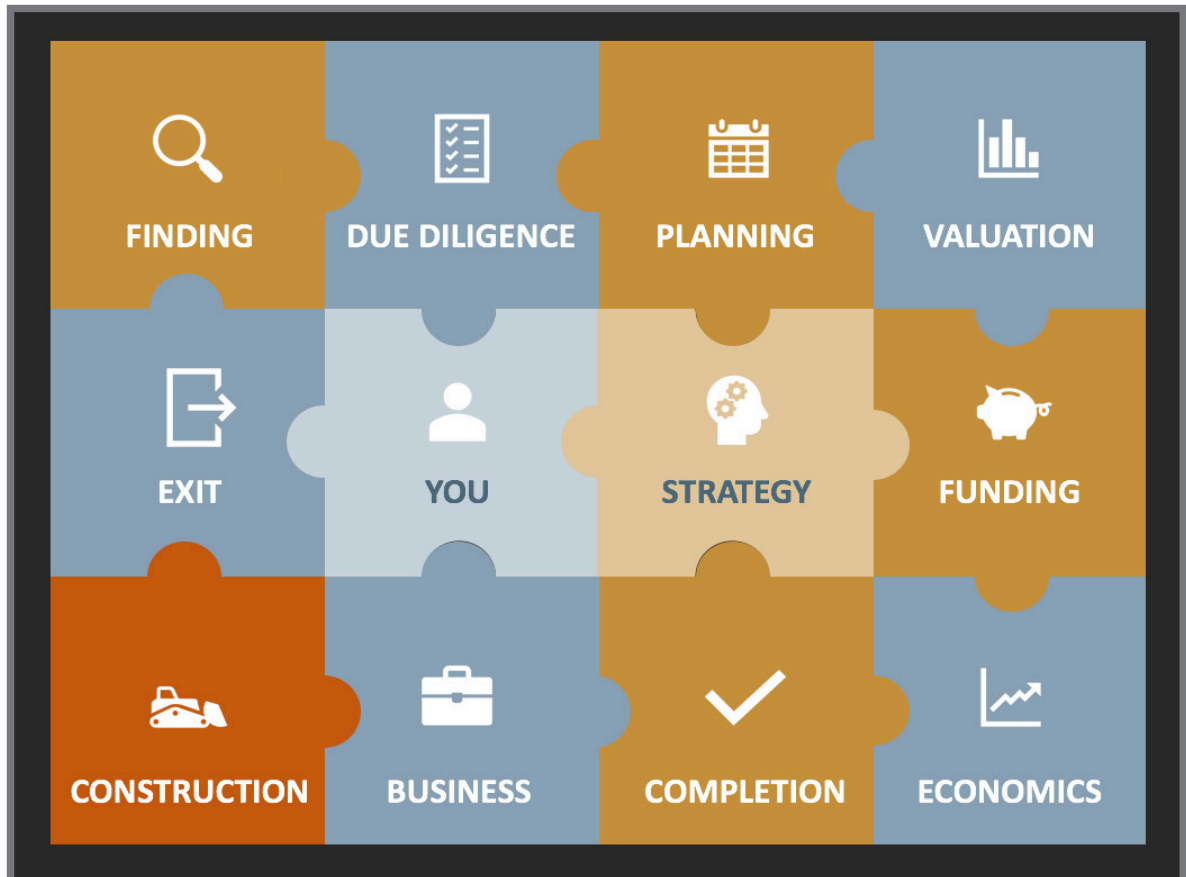 FINDING
DUE DILIGENCE
PLANNING
VALUATION
EXIT
YOU
STRATEGY
FUNDING
CONSTRUCTION
BUSINESS
COMPLETION
ECONOMICS